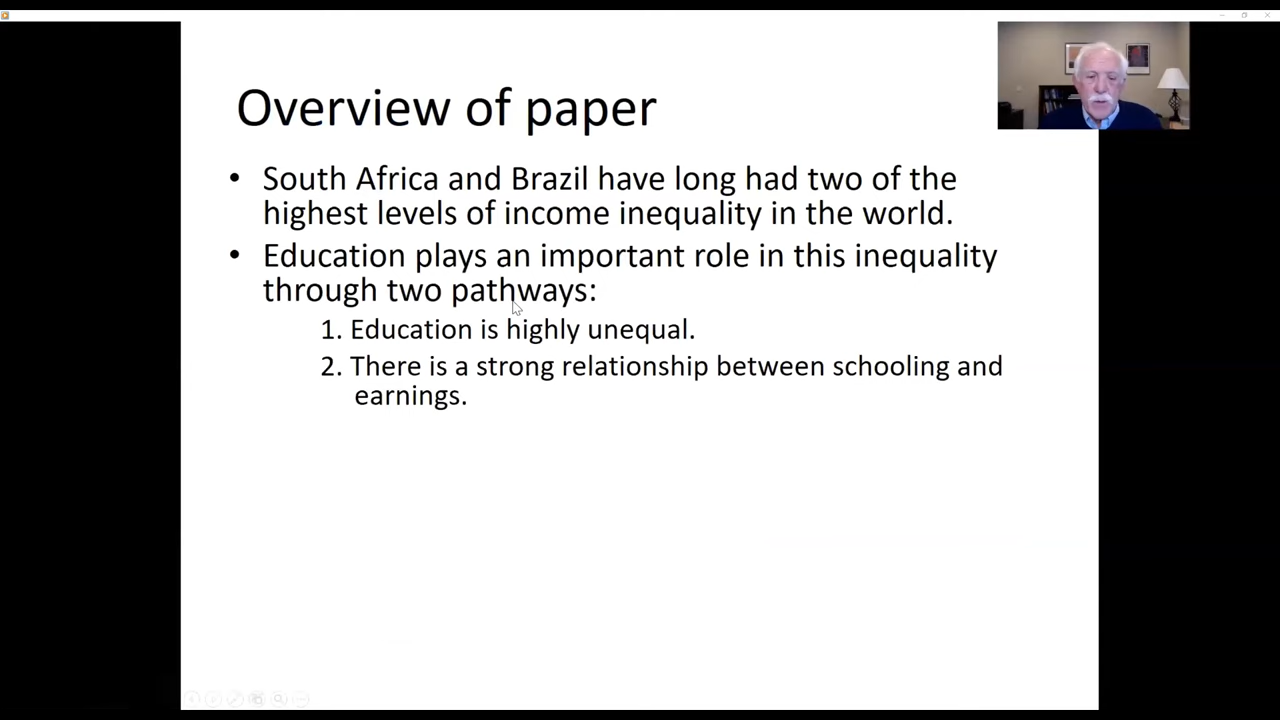 Overview of paper
• South Africa and Brazil have long had two of the
highest levels of income inequality in the world.
• Education plays an important role in this inequality
through two pathways:
1. Education is highly unequal.
2. There is a strong relationship between schooling and
earnings.